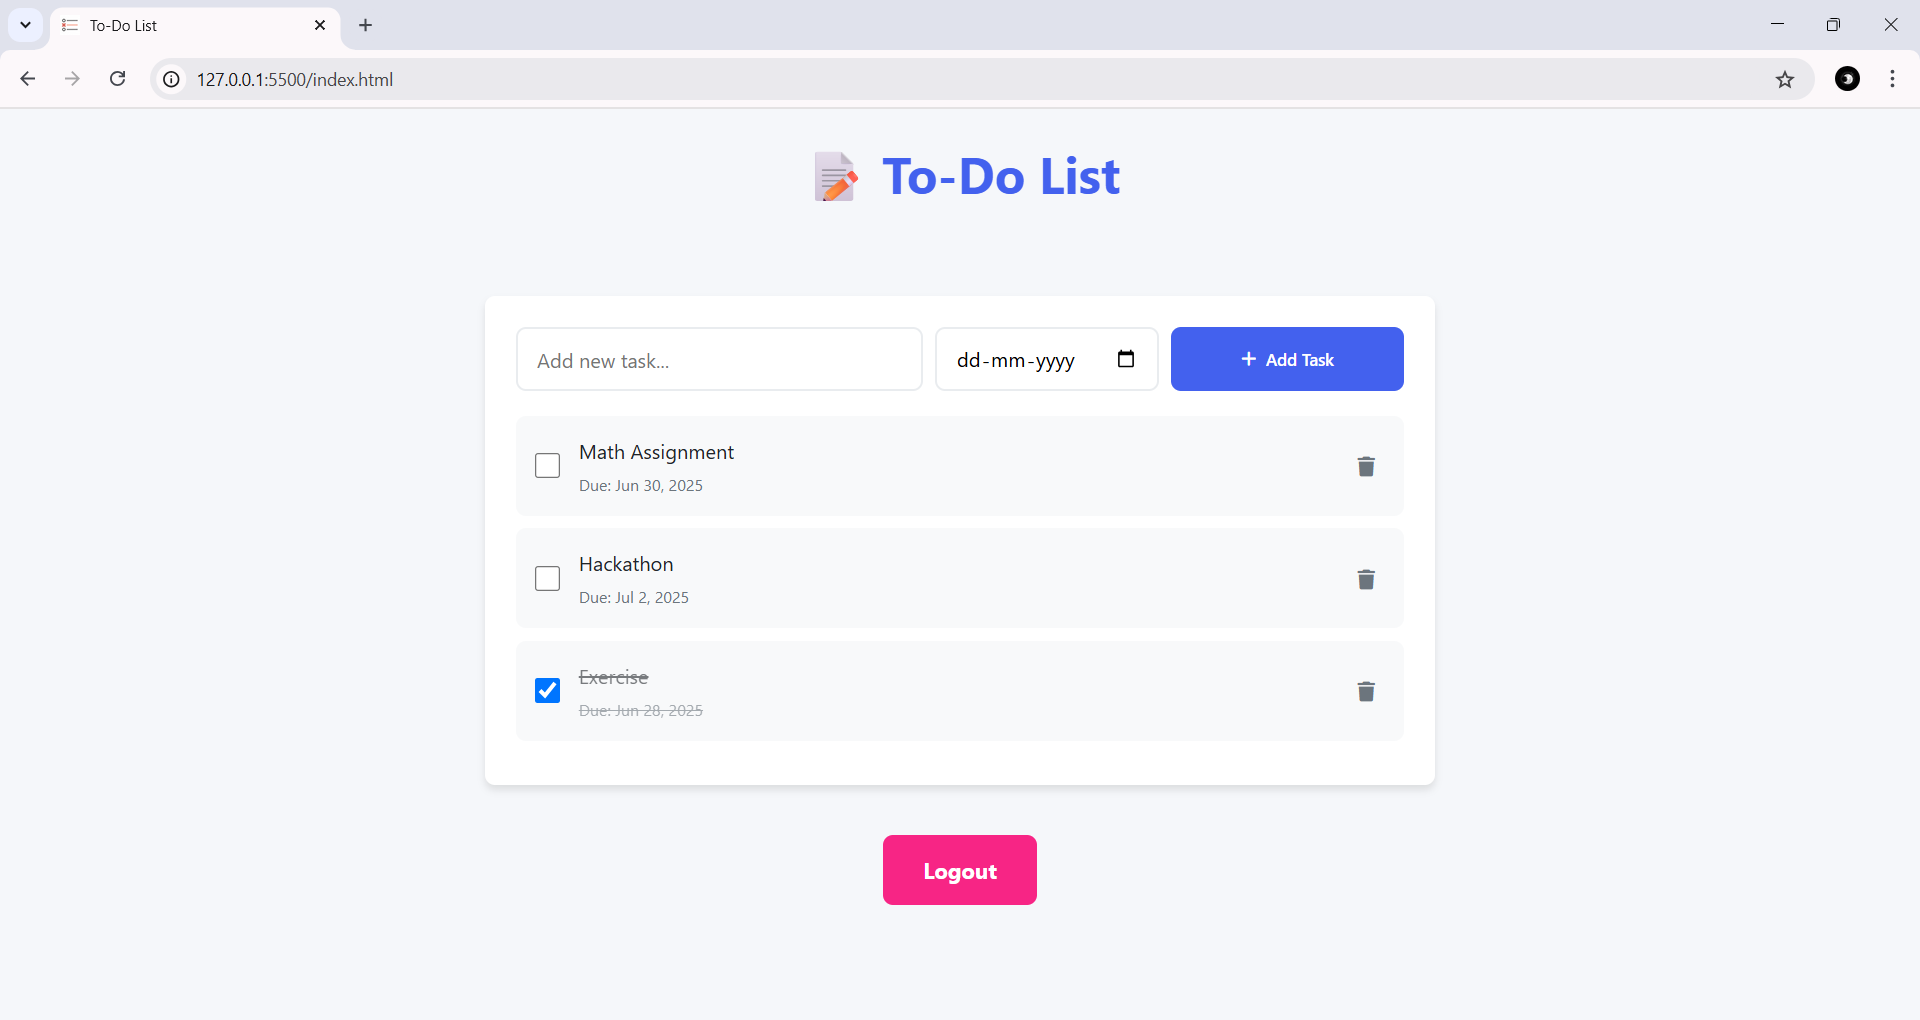 To-Do List
127.0.0.1:5500/index.html
To-Do List
Add new task...
dd-mm-yyyy
+ Add Task
Math Assignment
Due: Jun 30, 2025
Hackathon
Due: Jul 2, 2025
Exercise
Due: Jun 28, 2025
Logout